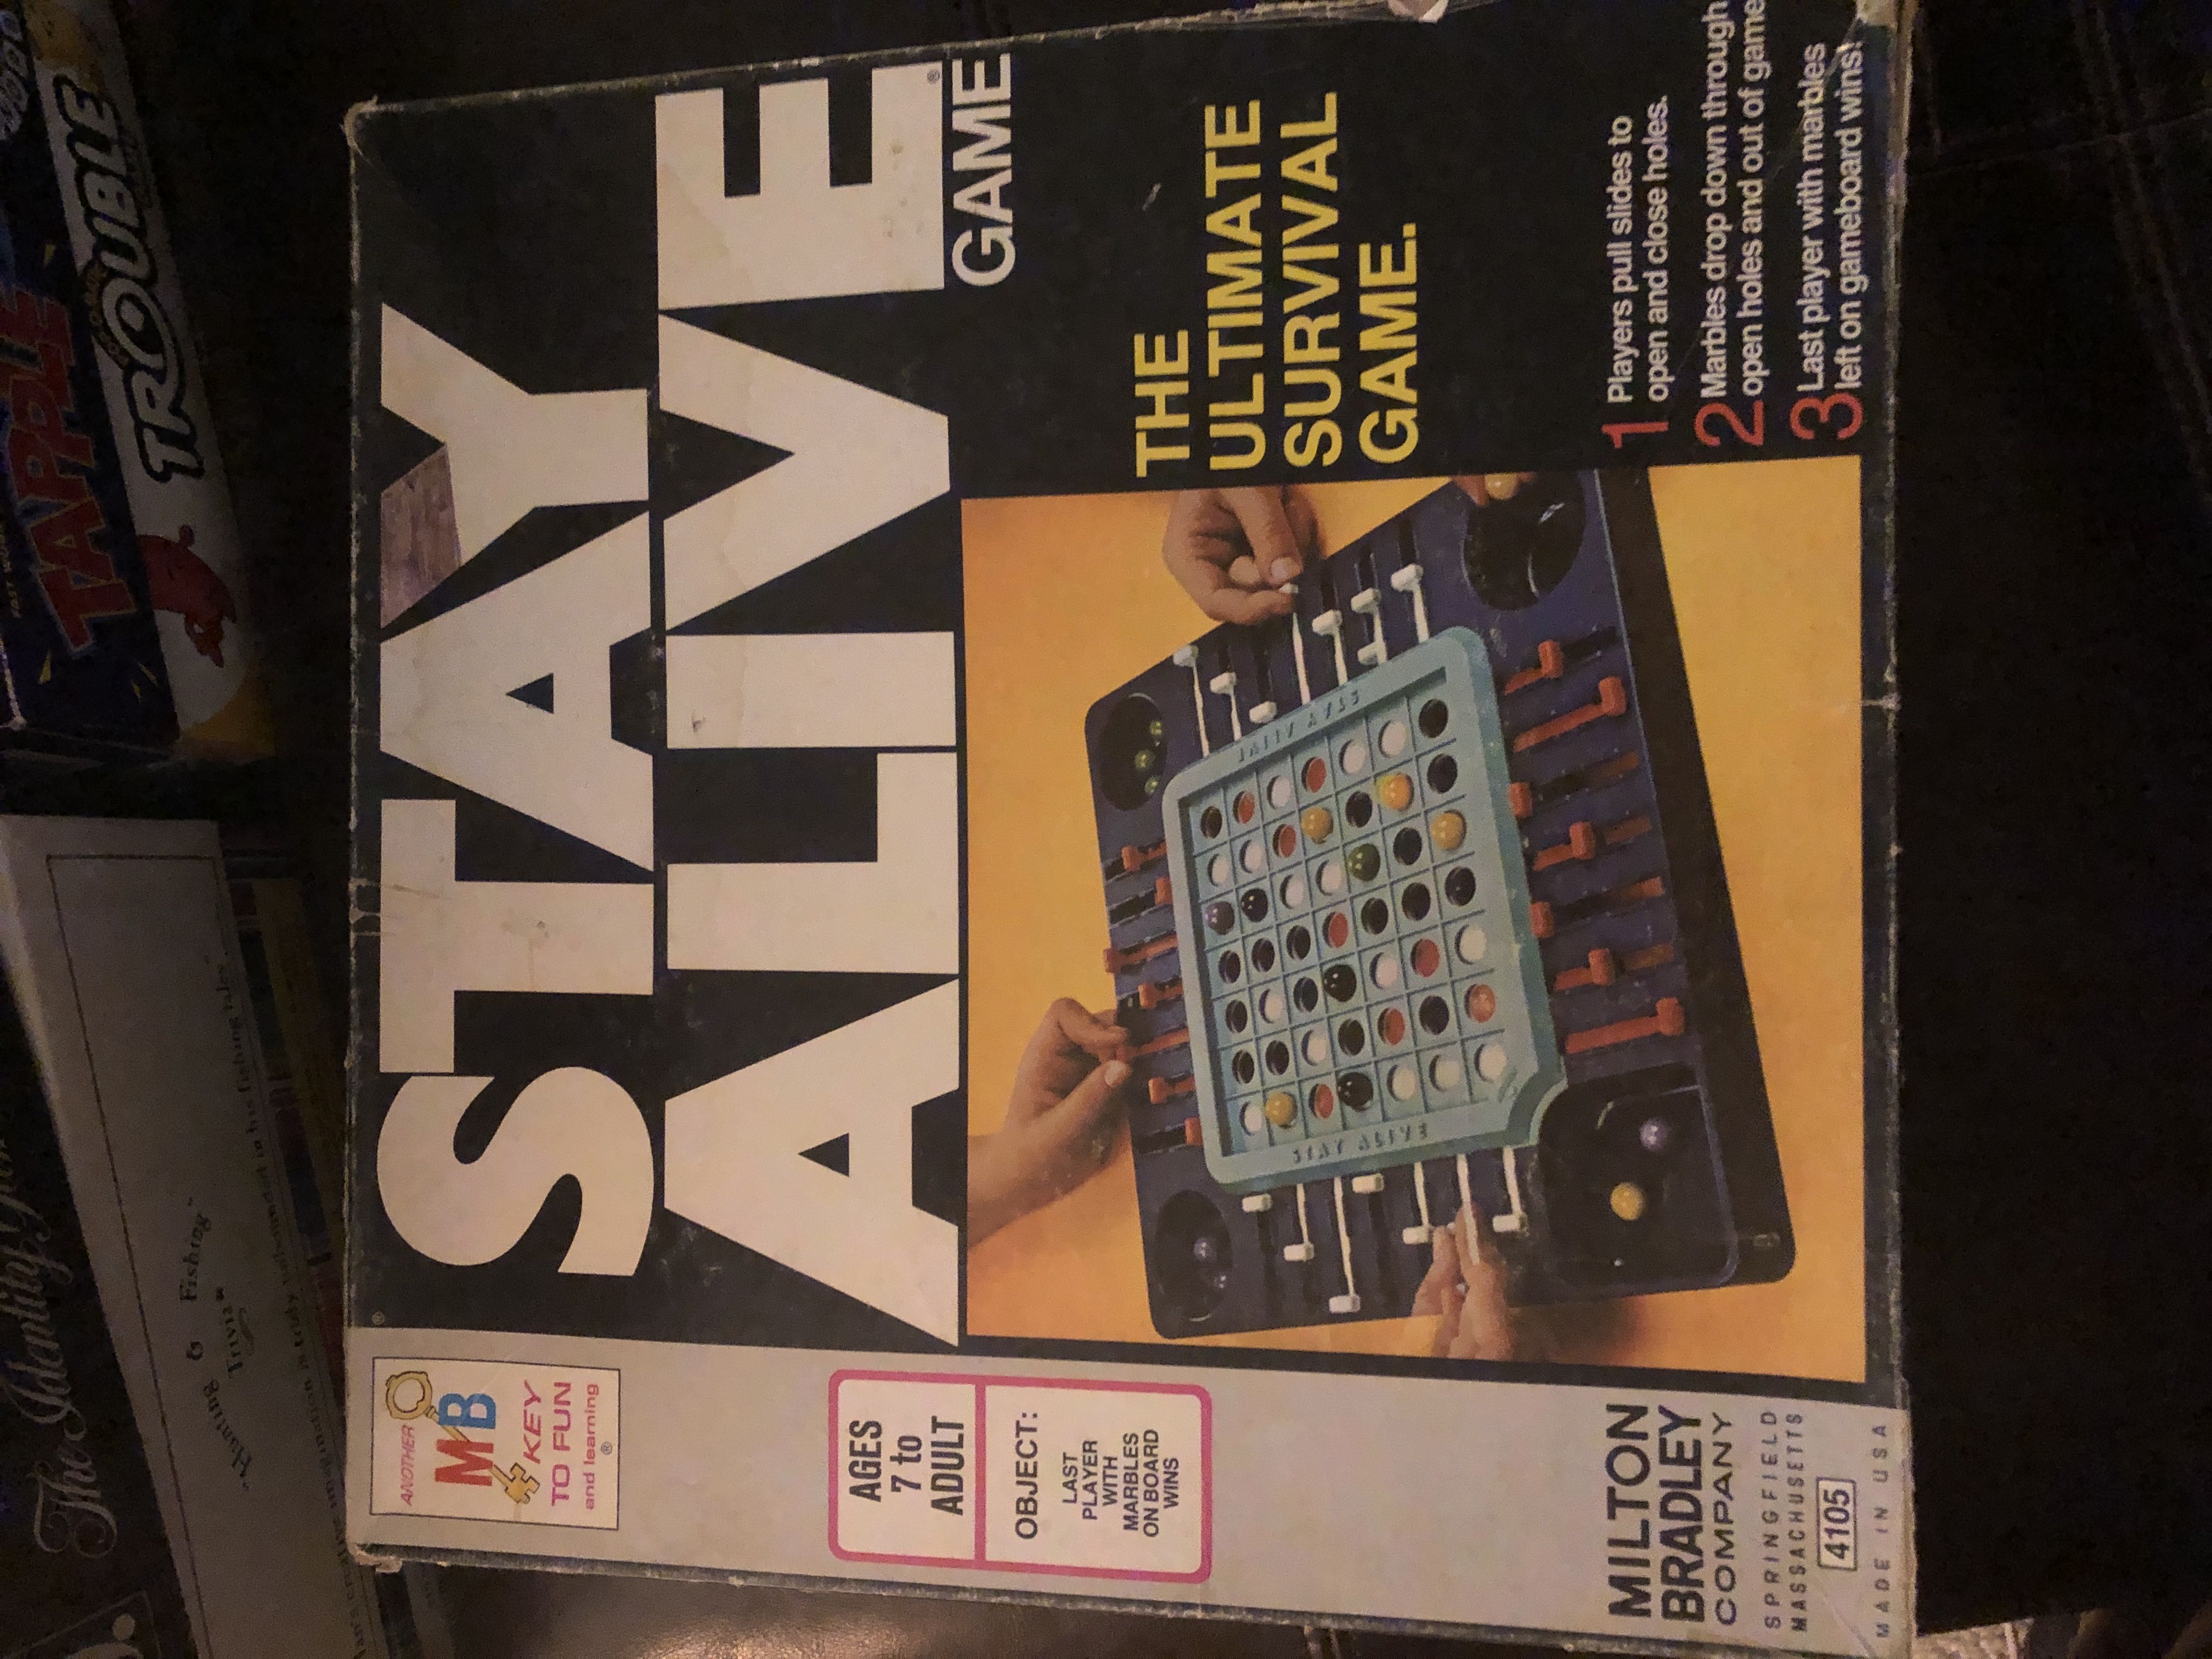 ANOTHER
MB
KEY
TO FUN
and learning
®
AGES
7 to
ADULT
OBJECT:
LAST
PLAYER
WITH
MARBLES
ON BOARD
WINS
MILTON
BRADLEY
COMPANY
SPRINGFIELD
MASSACHUSETTS
4105
MADE IN USA
®
STAY
ALIVE®
GAME
THE
ULTIMATE
SURVIVAL
GAME.
1 Players pull slides to
open and close holes.
2 Marbles drop down through
open holes and out of game.
3 Last player with marbles
left on gameboard wins!
STAY ALIVE
STAY ALIVE
TAPPLE
TROUBLE
"Hunting & Fishing"
Trivia